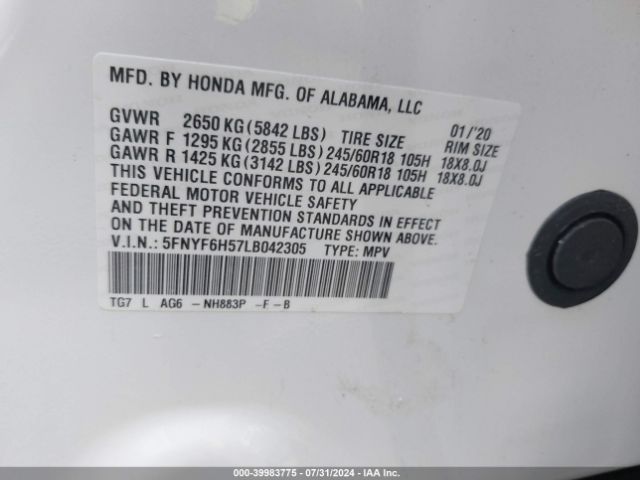 MFD. BY HONDA MFG. OF ALABAMA, LLC
GVWR 2650 KG (5842 LBS) TIRE SIZE 01/'20 RIM SIZE
GAWR F 1295 KG (2855 LBS) 245/60R18 105H 18X8.0J
GAWR R 1425 KG (3142 LBS) 245/60R18 105H 18X8.0J
THIS VEHICLE CONFORMS TO ALL APPLICABLE
FEDERAL MOTOR VEHICLE SAFETY
AND THEFT PREVENTION STANDARDS IN EFFECT
ON THE DATE OF MANUFACTURE SHOWN ABOVE.
V.I.N.: 5FNYF6H57LB042305 TYPE: MPV
TG7 L AG6 - NH883P -F-B
000-39983775 - 07/31/2024 - IAA Inc.